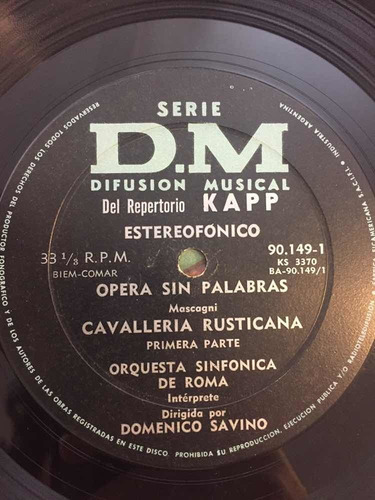 SERIE
D.M
DIFUSION MUSICAL
Del Repertorio KAPP
ESTEREOFONICO
33 1/3 R.P.M.
BIEM-COMAR
90.149-1
KS 3370
BA-90.149/1
OPERA SIN PALABRAS
Mascagni
CAVALLERIA RUSTICANA
PRIMERA PARTE
ORQUESTA SINFONICA
DE ROMA
Intérprete
Dirigida por
DOMENICO SAVINO
RESERVADOS TODOS LOS DERECHOS DEL PRODUCTOR FONOGRAFICO Y DE LOS AUTORES DE LAS OBRAS REGISTRADAS EN ESTE DISCO. PROHIBIDA SU REPRODUCCION, EJECUCION PUBLICA Y/O RADIOTELEDIFUSION
INDUSTRIA ARGENTINA